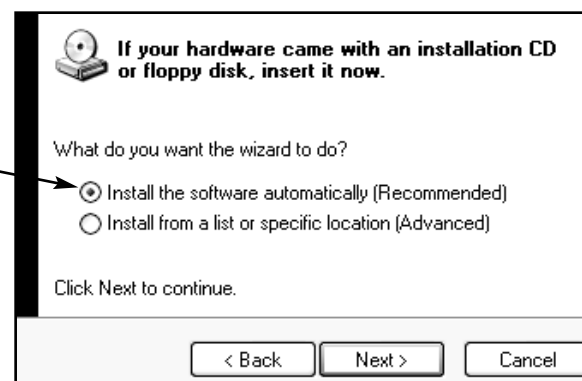 If your hardware came with an installation CD
or floppy disk, insert it now.
What do you want the wizard to do?
Install the software automatically (Recommended)
Install from a list or specific location (Advanced)
Click Next to continue.
< Back Next > Cancel